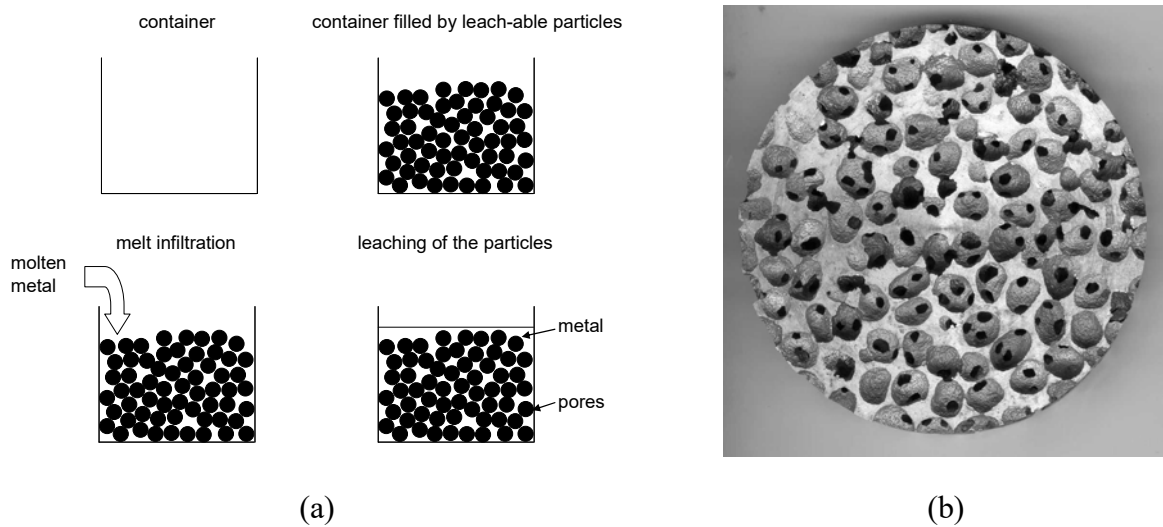 container
container filled by leach-able particles
melt infiltration
leaching of the particles
molten
metal
metal
pores
(a)
(b)